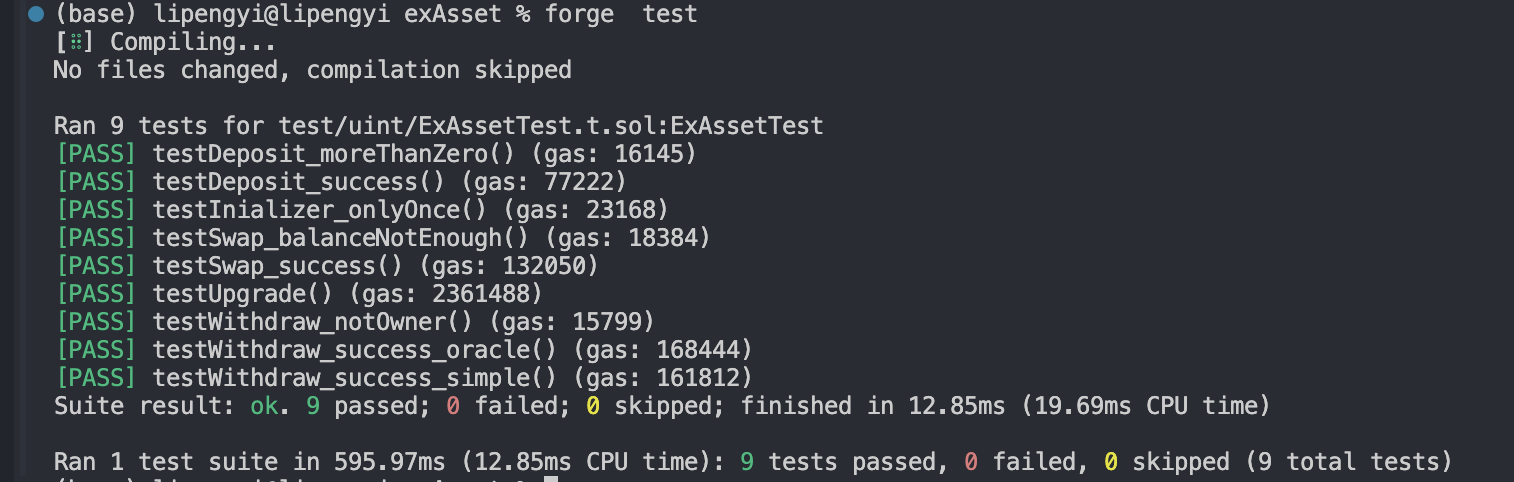 (base) lipengyi@lipengyi exAsset % forge  test
[⠿] Compiling...
No files changed, compilation skipped
Ran 9 tests for test/uint/ExAssetTest.t.sol:ExAssetTest
[PASS] testDeposit_moreThanZero() (gas: 16145)
[PASS] testDeposit_success() (gas: 77222)
[PASS] testInializer_onlyOnce() (gas: 23168)
[PASS] testSwap_balanceNotEnough() (gas: 18384)
[PASS] testSwap_success() (gas: 132050)
[PASS] testUpgrade() (gas: 2361488)
[PASS] testWithdraw_notOwner() (gas: 15799)
[PASS] testWithdraw_success_oracle() (gas: 168444)
[PASS] testWithdraw_success_simple() (gas: 161812)
Suite result: ok. 9 passed; 0 failed; 0 skipped; finished in 12.85ms (19.69ms CPU time)
Ran 1 test suite in 595.97ms (12.85ms CPU time): 9 tests passed, 0 failed, 0 skipped (9 total tests)